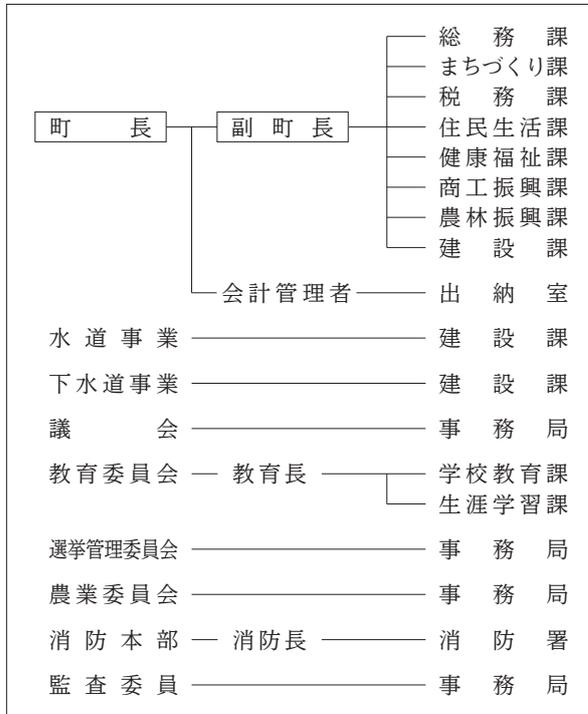 総務課
まちづくり課
税務課
町長 副町長 住民生活課
健康福祉課
商工振興課
農林振興課
建設課
会計管理者 出納室
水道事業 建設課
下水道事業 建設課
議会 事務局
教育委員会 教育長 学校教育課
生涯学習課
選挙管理委員会 事務局
農業委員会 事務局
消防本部 消防長 消防署
監査委員 事務局